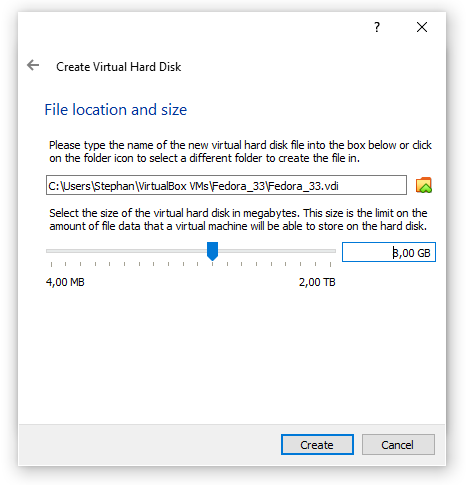 ?
Create Virtual Hard Disk
File location and size
Please type the name of the new virtual hard disk file into the box below or click
on the folder icon to select a different folder to create the file in.
C:\Users\Stephan\VirtualBox VMs\Fedora_33\Fedora_33.vdi
Select the size of the virtual hard disk in megabytes. This size is the limit on the
amount of file data that a virtual machine will be able to store on the hard disk.
8,00 GB
4,00 MB 2,00 TB
Create Cancel